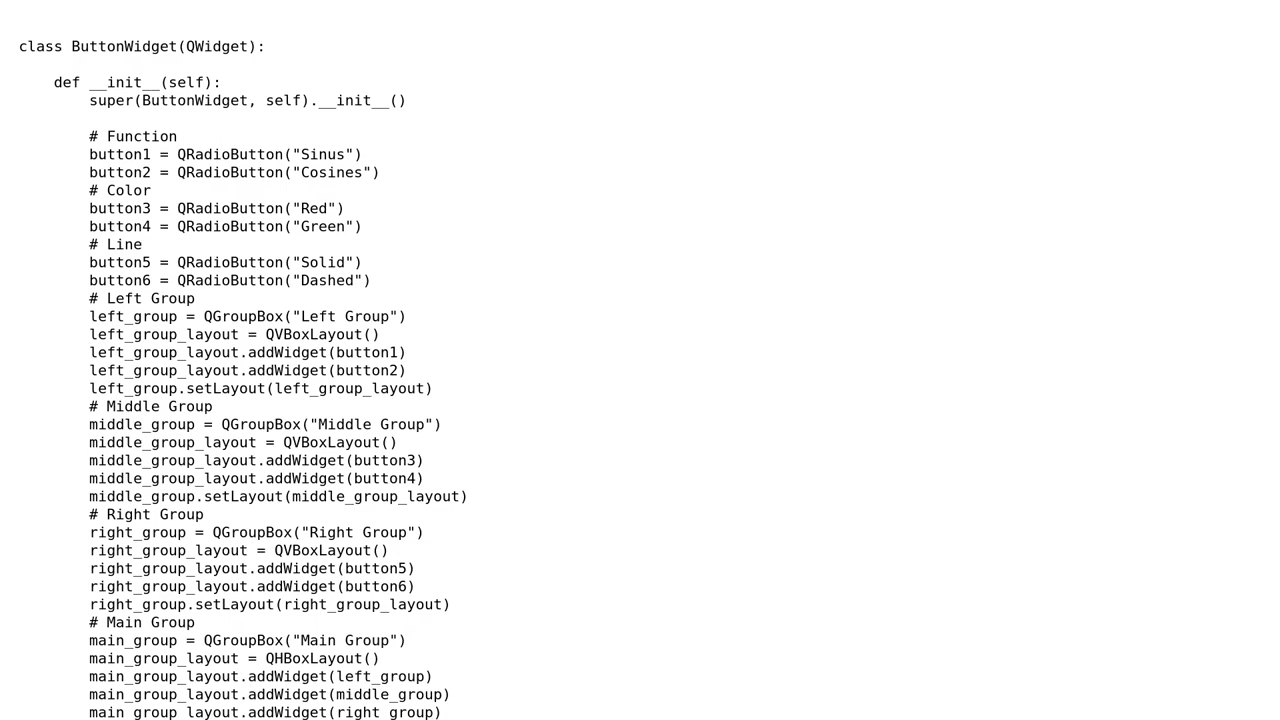 class ButtonWidget(QWidget):
def __init__(self):
super(ButtonWidget, self).__init__()
# Function
button1 = QRadioButton("Sinus")
button2 = QRadioButton("Cosines")
# Color
button3 = QRadioButton("Red")
button4 = QRadioButton("Green")
# Line
button5 = QRadioButton("Solid")
button6 = QRadioButton("Dashed")
# Left Group
left_group = QGroupBox("Left Group")
left_group_layout = QVBoxLayout()
left_group_layout.addWidget(button1)
left_group_layout.addWidget(button2)
left_group.setLayout(left_group_layout)
# Middle Group
middle_group = QGroupBox("Middle Group")
middle_group_layout = QVBoxLayout()
middle_group_layout.addWidget(button3)
middle_group_layout.addWidget(button4)
middle_group.setLayout(middle_group_layout)
# Right Group
right_group = QGroupBox("Right Group")
right_group_layout = QVBoxLayout()
right_group_layout.addWidget(button5)
right_group_layout.addWidget(button6)
right_group.setLayout(right_group_layout)
# Main Group
main_group = QGroupBox("Main Group")
main_group_layout = QHBoxLayout()
main_group_layout.addWidget(left_group)
main_group_layout.addWidget(middle_group)
main_group_layout.addWidget(right_group)